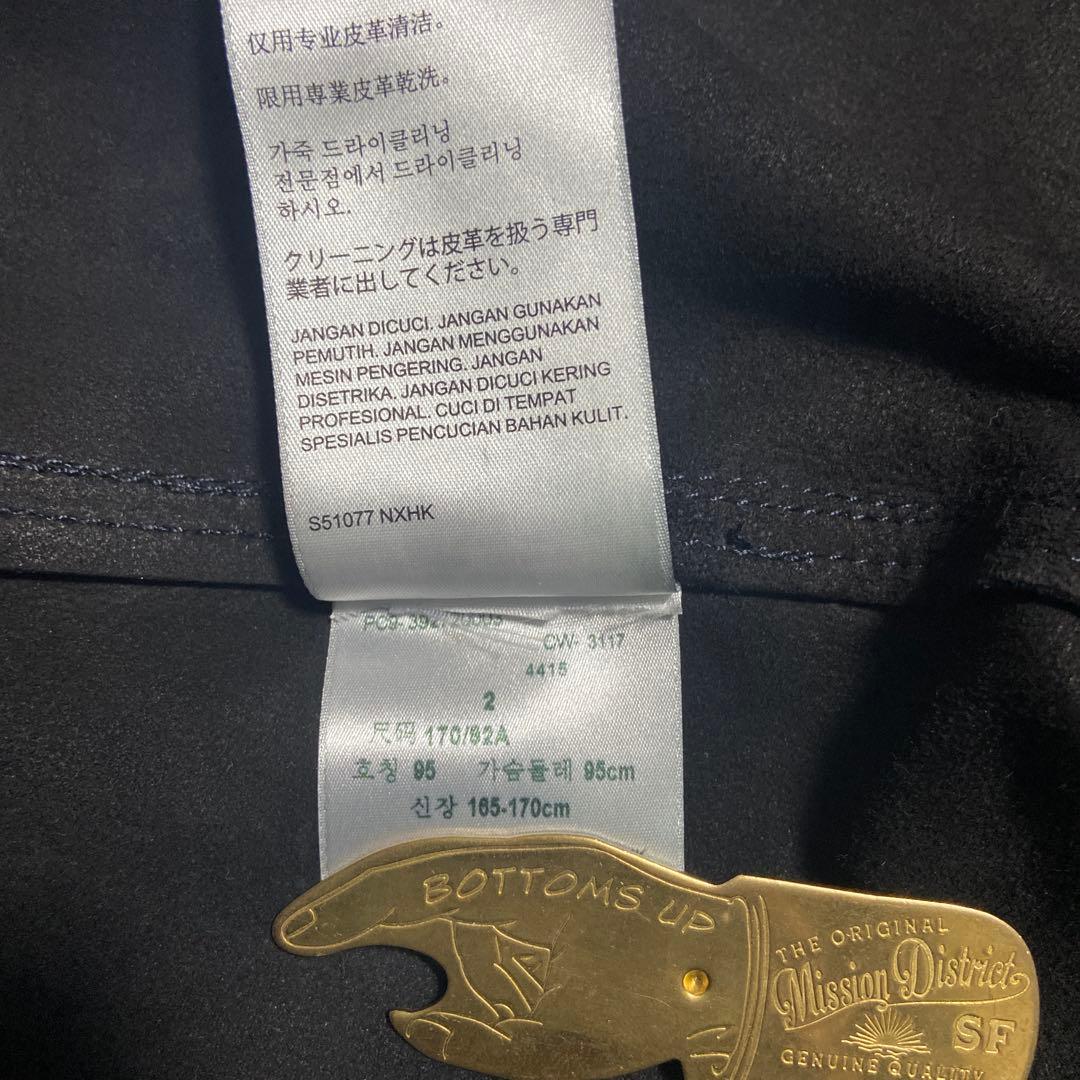 仅用专业皮革清洁。
限用専業皮革乾洗。
가죽 드라이클리닝
전문점에서 드라이클리닝
하시오.
クリーニングは皮革を扱う専門
業者に出してください。
JANGAN DICUCI. JANGAN GUNAKAN
PEMUTIH. JANGAN MENGGUNAKAN
MESIN PENGERING. JANGAN
DISETRIKA. JANGAN DICUCI KERING
PROFESIONAL. CUCI DI TEMPAT
SPESIALIS PENCUCIAN BAHAN KULIT.
S51077 NXHK
CW- 3117
4415
2
尺码 170/92A
호칭 95 가슴둘레 95cm
신장 165-170cm
BOTTOMS UP
THE ORIGINAL
Mission District
SF
GENUINE QUALITY